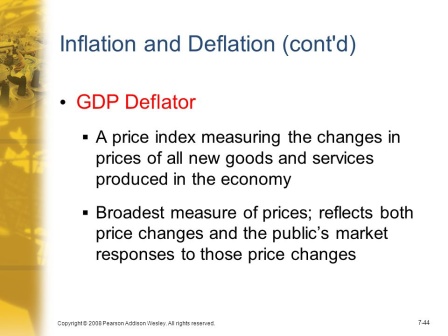 Inflation and Deflation (cont'd)
• GDP Deflator
▪ A price index measuring the changes in
prices of all new goods and services
produced in the economy
▪ Broadest measure of prices; reflects both
price changes and the public’s market
responses to those price changes
Copyright © 2008 Pearson Addison Wesley. All rights reserved.
7-44